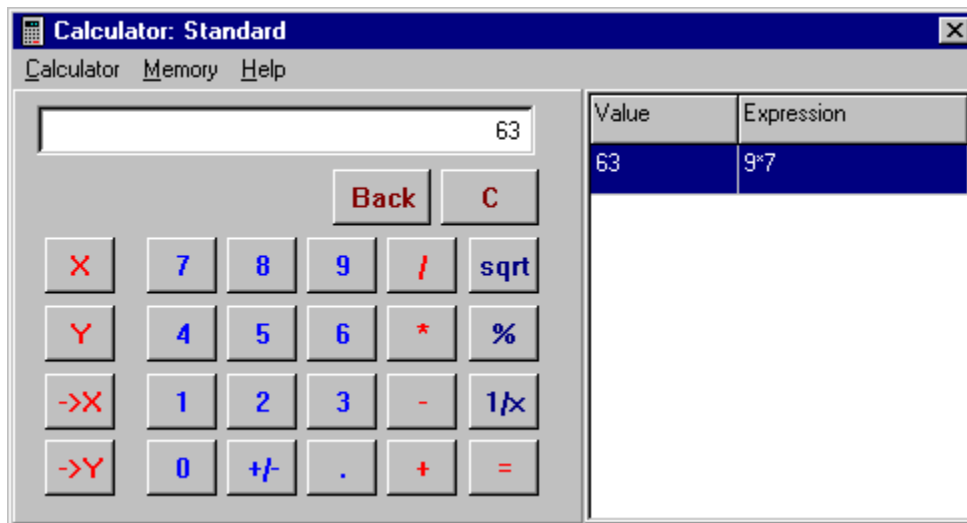 Calculator: Standard
Calculator Memory Help
63
Value Expression
63 9*7
Back C
X 7 8 9 / sqrt
Y 4 5 6 * %
->X 1 2 3 - 1/x
->Y 0 +/- . + =